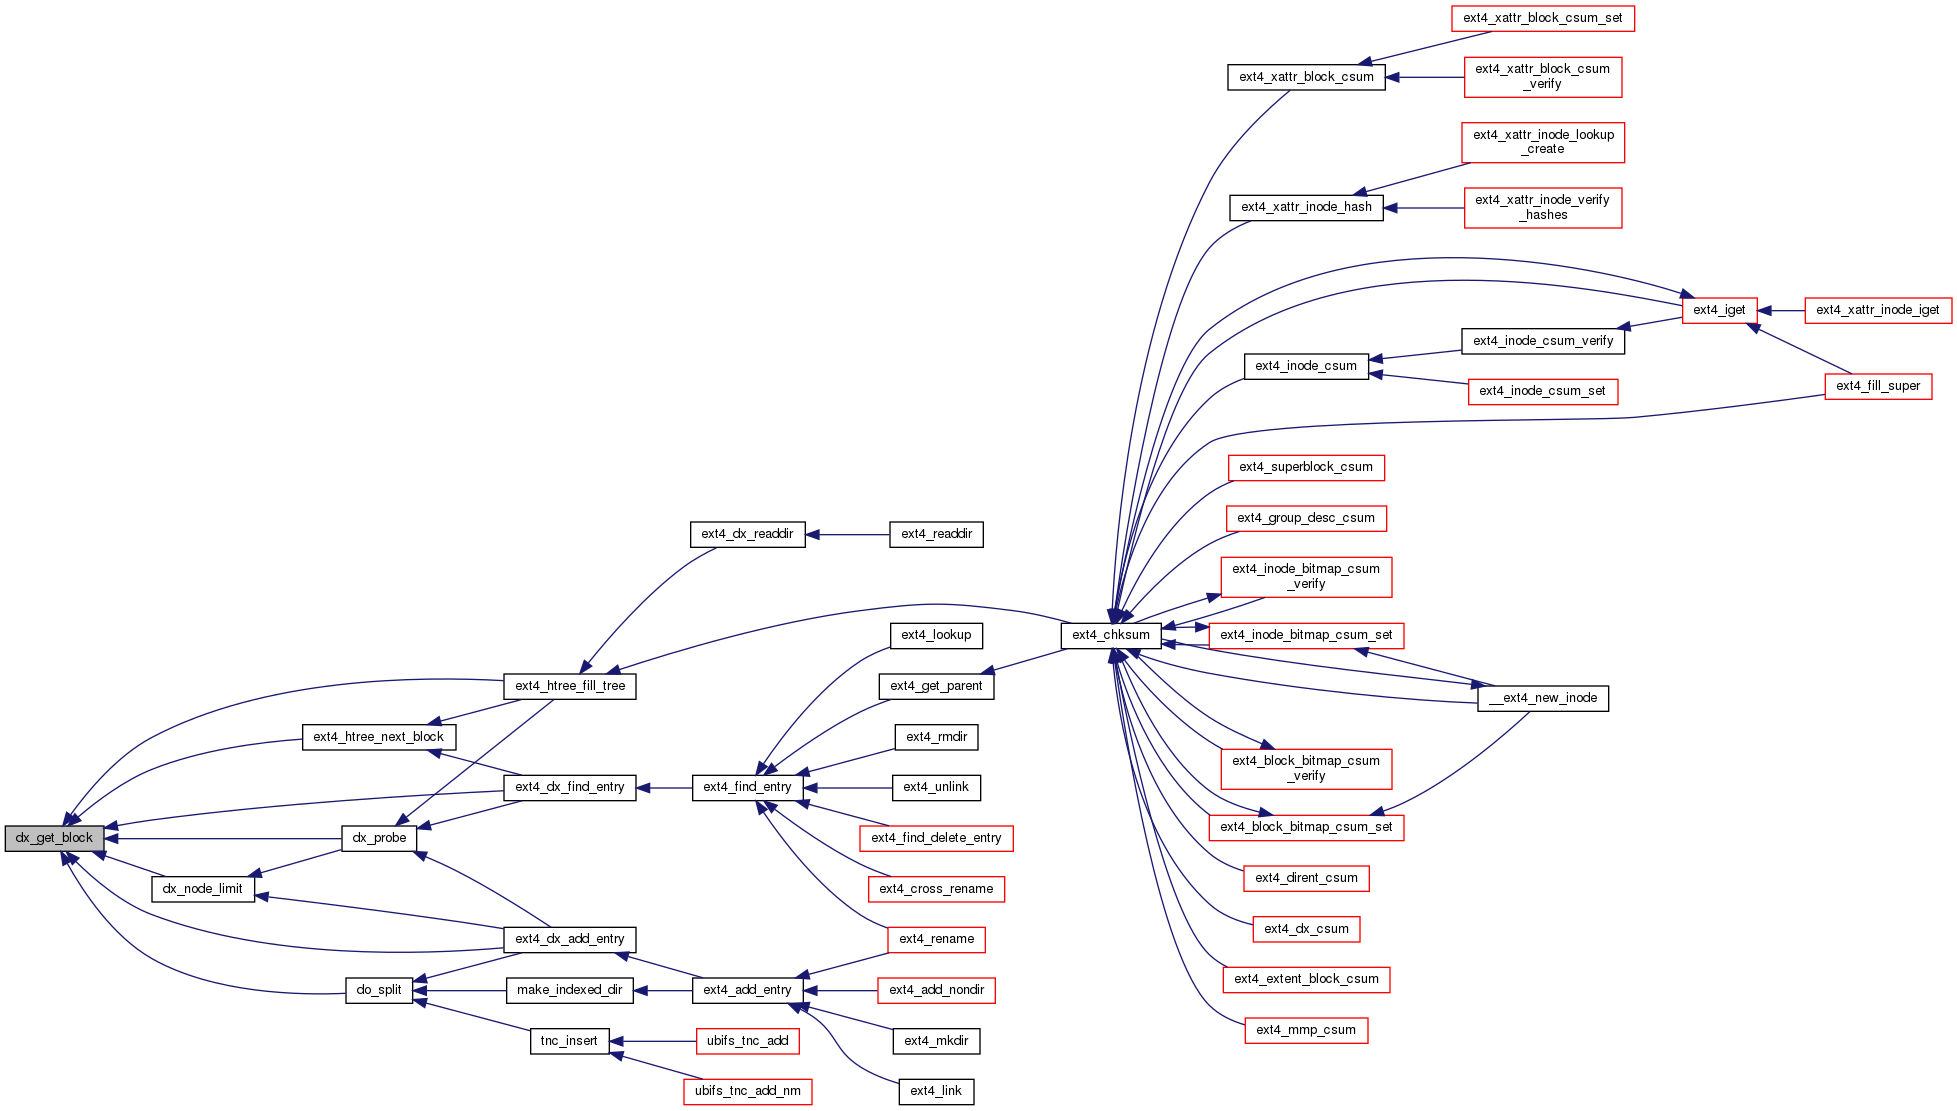 ext4_xattr_block_csum_set
ext4_xattr_block_csum
ext4_xattr_block_csum
_verify
ext4_xattr_inode_lookup
_create
ext4_xattr_inode_hash
ext4_xattr_inode_verify
_hashes
ext4_iget
ext4_xattr_inode_iget
ext4_inode_csum_verify
ext4_inode_csum
ext4_inode_csum_set
ext4_fill_super
ext4_superblock_csum
ext4_group_desc_csum
ext4_dx_readdir
ext4_readdir
ext4_inode_bitmap_csum
_verify
ext4_lookup
ext4_chksum
ext4_inode_bitmap_csum_set
ext4_htree_fill_tree
ext4_get_parent
__ext4_new_inode
ext4_htree_next_block
ext4_rmdir
ext4_block_bitmap_csum
_verify
ext4_dx_find_entry
ext4_find_entry
ext4_unlink
dx_get_block
dx_probe
ext4_find_delete_entry
ext4_block_bitmap_csum_set
dx_node_limit
ext4_cross_rename
ext4_dirent_csum
ext4_dx_add_entry
ext4_rename
ext4_dx_csum
do_split
make_indexed_dir
ext4_add_entry
ext4_add_nondir
ext4_extent_block_csum
tnc_insert
ubifs_tnc_add
ext4_mkdir
ext4_mmp_csum
ubifs_tnc_add_nm
ext4_link